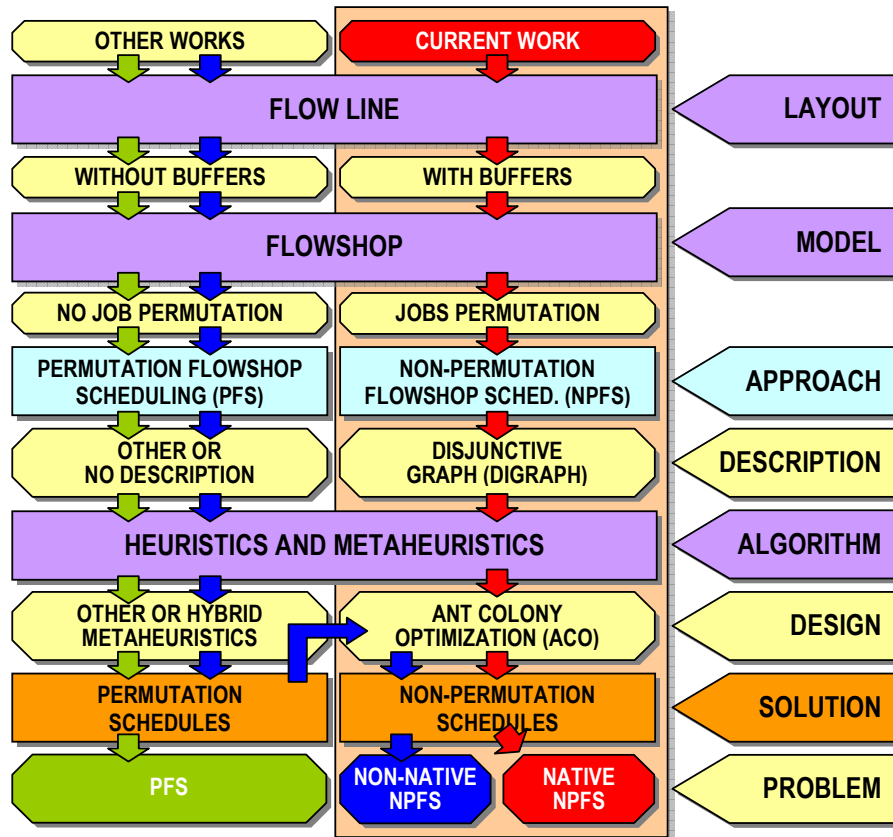 OTHER WORKS
CURRENT WORK
FLOW LINE
LAYOUT
WITHOUT BUFFERS
WITH BUFFERS
FLOWSHOP
MODEL
NO JOB PERMUTATION
JOBS PERMUTATION
PERMUTATION FLOWSHOP
SCHEDULING (PFS)
NON-PERMUTATION
FLOWSHOP SCHED. (NPFS)
APPROACH
OTHER OR
NO DESCRIPTION
DISJUNCTIVE
GRAPH (DIGRAPH)
DESCRIPTION
HEURISTICS AND METAHEURISTICS
ALGORITHM
OTHER OR HYBRID
METAHEURISTICS
ANT COLONY
OPTIMIZATION (ACO)
DESIGN
PERMUTATION
SCHEDULES
NON-PERMUTATION
SCHEDULES
SOLUTION
PFS
NON-NATIVE
NPFS
NATIVE
NPFS
PROBLEM